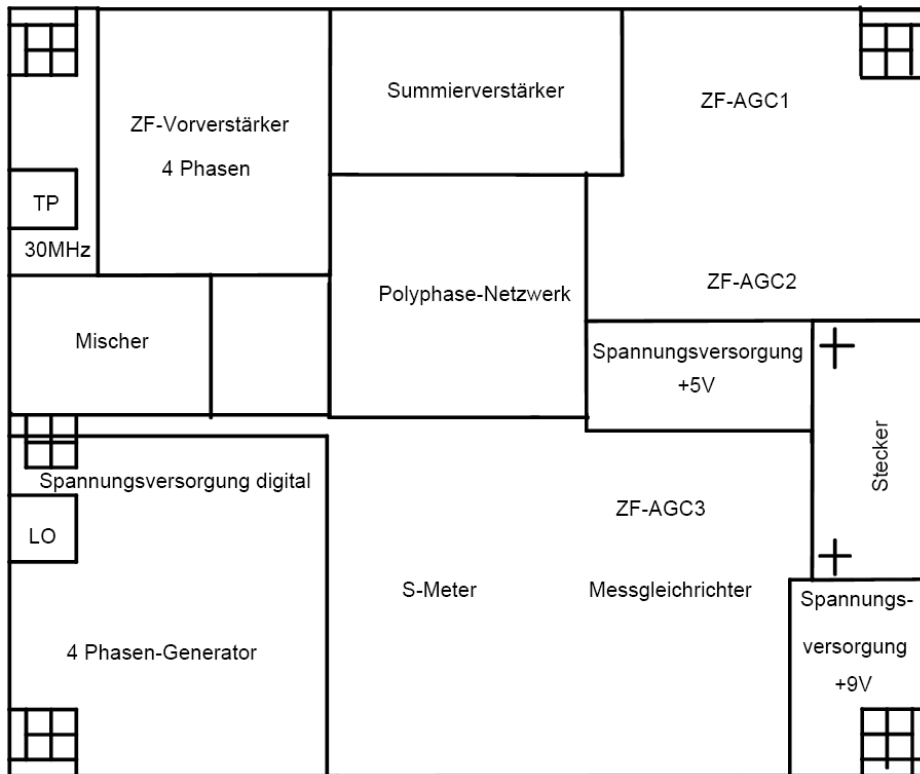 Summierverstärker
ZF-AGC1
ZF-Vorverstärker
4 Phasen
TP
30MHz
ZF-AGC2
Polyphase-Netzwerk
Mischer
Spannungsversorgung
+5V
Stecker
Spannungsversorgung digital
LO
ZF-AGC3
S-Meter
Messgleichrichter
4 Phasen-Generator
Spannungs-
versorgung
+9V